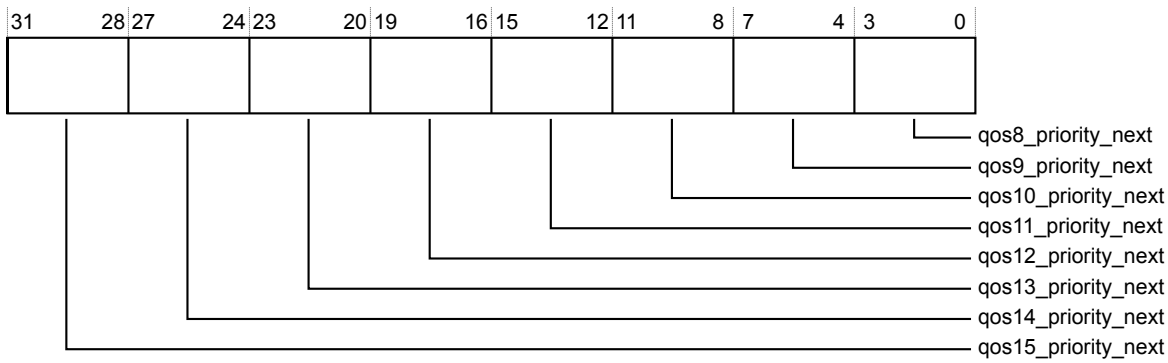 31 28 27 24 23 20 19 16 15 12 11 8 7 4 3 0
qos8_priority_next
qos9_priority_next
qos10_priority_next
qos11_priority_next
qos12_priority_next
qos13_priority_next
qos14_priority_next
qos15_priority_next